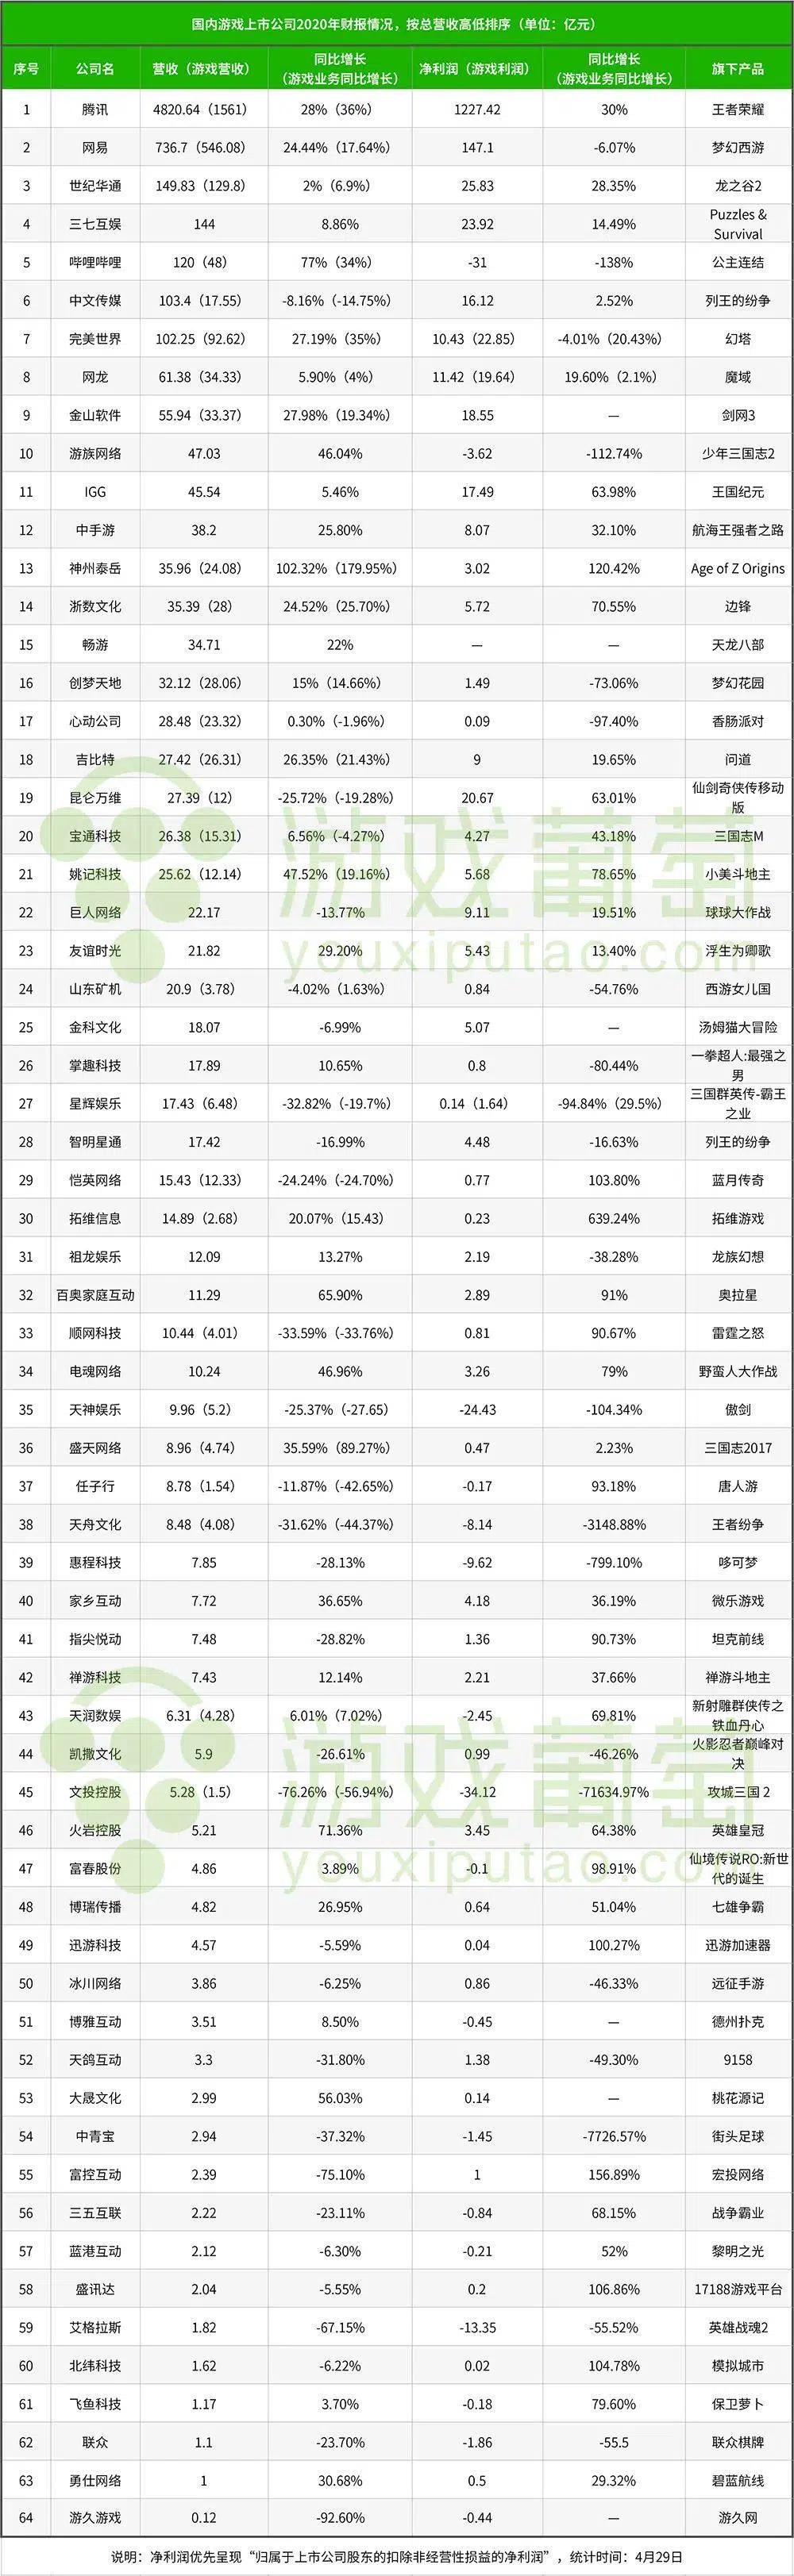 国内游戏上市公司2020年财报情况，按总营收高低排序（单位：亿元）
序号 公司名 营收（游戏营收） 同比增长（游戏业务同比增长） 净利润（游戏利润） 同比增长（游戏业务同比增长） 旗下产品
1 腾讯 4820.64（1561） 28%（36%） 1227.42 30% 王者荣耀
2 网易 736.7（546.08） 24.44%（17.64%） 147.1 -6.07% 梦幻西游
3 世纪华通 149.83（129.8） 2%（6.9%） 25.83 28.35% 龙之谷2
4 三七互娱 144 8.86% 23.92 14.49% Puzzles & Survival
5 哔哩哔哩 120（48） 77%（34%） -31 -138% 公主连结
6 中文传媒 103.4（17.55） -8.16%（-14.75%） 16.12 2.52% 列王的纷争
7 完美世界 102.25（92.62） 27.19%（35%） 10.43（22.85） -4.01%（20.43%） 幻塔
8 网龙 61.38（34.33） 5.90%（4%） 11.42（19.64） 19.60%（2.1%） 魔域
9 金山软件 55.94（33.37） 27.98%（19.34%） 18.55 — 剑网3
10 游族网络 47.03 46.04% -3.62 -112.74% 少年三国志2
11 IGG 45.54 5.46% 17.49 63.98% 王国纪元
12 中手游 38.2 25.80% 8.07 32.10% 航海王强者之路
13 神州泰岳 35.96（24.08） 102.32%（179.95%） 3.02 120.42% Age of Z Origins
14 浙数文化 35.39（28） 24.52%（25.70%） 5.72 70.55% 边锋
15 畅游 34.71 22% — — 天龙八部
16 创梦天地 32.12（28.06） 15%（14.66%） 1.49 -73.06% 梦幻花园
17 心动公司 28.48（23.32） 0.30%（-1.96%） 0.09 -97.40% 香肠派对
18 吉比特 27.42（26.31） 26.35%（21.43%） 9 19.65% 问道
19 昆仑万维 27.39（12） -25.72%（-19.28%） 20.67 63.01% 仙剑奇侠传移动版
20 宝通科技 26.38（15.31） 6.56%（-4.27%） 4.27 43.18% 三国志M
21 姚记科技 25.62（12.14） 47.52%（19.16%） 5.68 78.65% 小美斗地主
22 巨人网络 22.17 -13.77% 9.11 19.51% 球球大作战
23 友谊时光 21.82 29.20% 5.43 13.40% 浮生为卿歌
24 山东矿机 20.9（3.78） -4.02%（1.63%） 0.84 -54.76% 西游女儿国
25 金科文化 18.07 -6.99% 5.07 — 汤姆猫大冒险
26 掌趣科技 17.89 10.65% 0.8 -80.44% 一拳超人:最强之男
27 星辉娱乐 17.43（6.48） -32.82%（-19.7%） 0.14（1.64） -94.84%（29.5%） 三国群英传-霸王之业
28 智明星通 17.42 -16.99% 4.48 -16.63% 列王的纷争
29 恺英网络 15.43（12.33） -24.24%（-24.70%） 0.77 103.80% 蓝月传奇
30 拓维信息 14.89（2.68） 20.07%（15.43） 0.23 639.24% 拓维游戏
31 祖龙娱乐 12.09 13.27% 2.19 -38.28% 龙族幻想
32 百奥家庭互动 11.29 65.90% 2.89 91% 奥拉星
33 顺网科技 10.44（4.01） -33.59%（-33.76%） 0.81 90.67% 雷霆之怒
34 电魂网络 10.24 46.96% 3.26 79% 野蛮人大作战
35 天神娱乐 9.96（5.2） -25.37%（-27.65） -24.43 -104.34% 傲剑
36 盛天网络 8.96（4.74） 35.59%（89.27%） 0.47 2.23% 三国志2017
37 任子行 8.78（1.54） -11.87%（-42.65%） -0.17 93.18% 唐人游
38 天舟文化 8.48（4.08） -31.62%（-44.37%） -8.14 -3148.88% 王者纷争
39 惠程科技 7.85 -28.13% -9.62 -799.10% 哆可梦
40 家乡互动 7.72 36.65% 4.18 36.19% 微乐游戏
41 指尖悦动 7.48 -28.82% 1.36 90.73% 坦克前线
42 禅游科技 7.43 12.14% 2.21 37.66% 禅游斗地主
43 天润数娱 6.31（4.28） 6.01%（7.02%） -2.45 69.81% 新射雕群侠传之铁血丹心
44 凯撒文化 5.9 -26.61% 0.99 -46.26% 火影忍者巅峰对决
45 文投控股 5.28（1.5） -76.26%（-56.94%） -34.12 -71634.97% 攻城三国 2
46 火岩控股 5.21 71.36% 3.45 64.38% 英雄皇冠
47 富春股份 4.86 3.89% -0.1 98.91% 仙境传说RO:新世代的诞生
48 博瑞传播 4.82 26.95% 0.64 51.04% 七雄争霸
49 迅游科技 4.57 -5.59% 0.04 100.27% 迅游加速器
50 冰川网络 3.86 -6.25% 0.86 -46.33% 远征手游
51 博雅互动 3.51 8.50% -0.45 — 德州扑克
52 天鸽互动 3.3 -31.80% 1.38 -49.30% 9158
53 大晟文化 2.99 56.03% 0.14 — 桃花源记
54 中青宝 2.94 -37.32% -1.45 -7726.57% 街头足球
55 富控互动 2.39 -75.10% 1 156.89% 宏投网络
56 三五互联 2.22 -23.11% -0.84 68.15% 战争霸业
57 蓝港互动 2.12 -6.30% -0.21 52% 黎明之光
58 盛讯达 2.04 -5.55% 0.2 106.86% 17188游戏平台
59 艾格拉斯 1.82 -67.15% -13.35 -55.52% 英雄战魂2
60 北纬科技 1.62 -6.22% 0.02 104.78% 模拟城市
61 飞鱼科技 1.17 3.70% -0.18 79.60% 保卫萝卜
62 联众 1.1 -23.70% -1.86 -55.5 联众棋牌
63 勇仕网络 1 30.68% 0.5 29.32% 碧蓝航线
64 游久游戏 0.12 -92.60% -0.44 — 游久网
说明：净利润优先呈现“归属于上市公司股东的扣除非经营性损益的净利润”，统计时间：4月29日
游戏葡萄
youxiputao.com
游戏葡萄
youxiputao.com